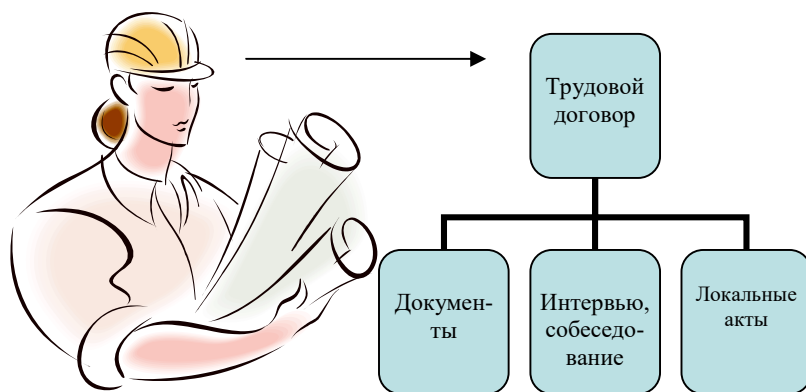 Трудовой
договор
Докумен-
ты
Интервью,
собеседо-
вание
Локальные
акты